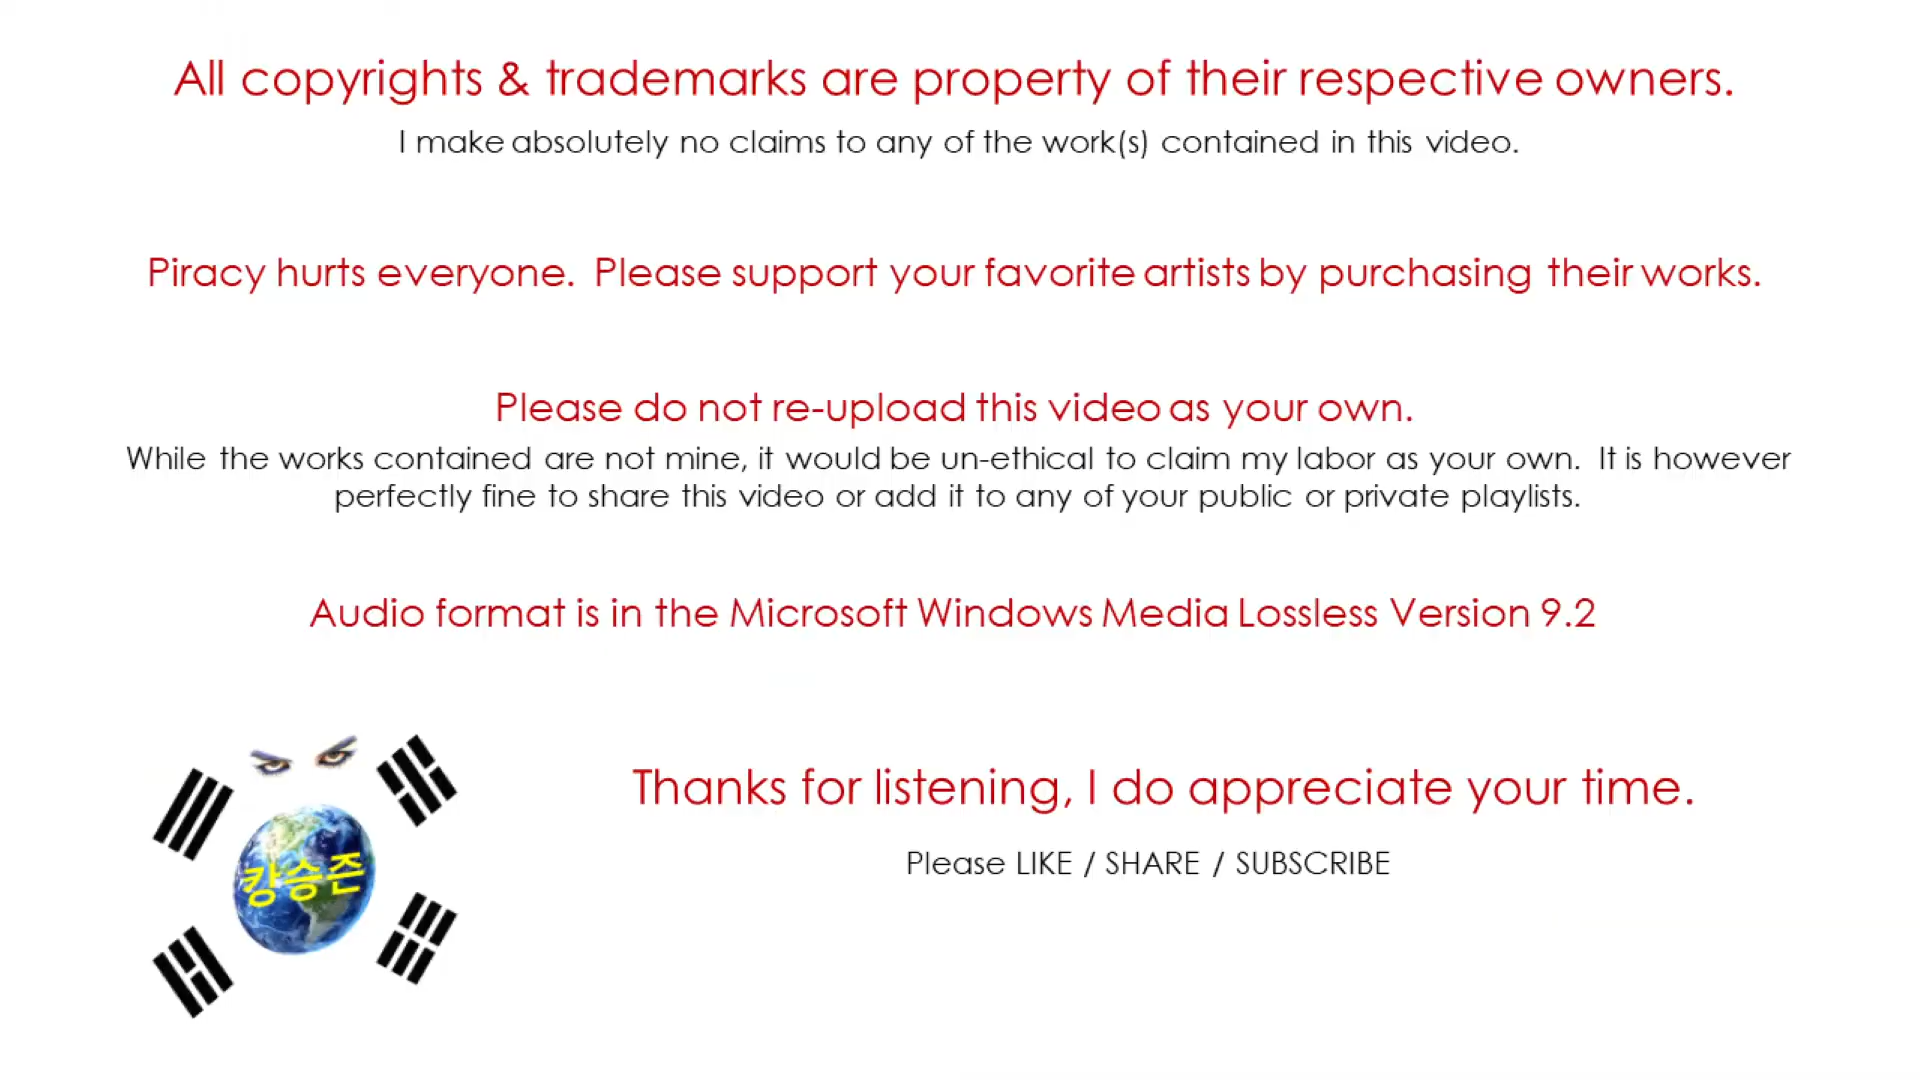 All copyrights & trademarks are property of their respective owners.
I make absolutely no claims to any of the work(s) contained in this video.
Piracy hurts everyone.  Please support your favorite artists by purchasing their works.
Please do not re-upload this video as your own.
While the works contained are not mine, it would be un-ethical to claim my labor as your own.  It is however
perfectly fine to share this video or add it to any of your public or private playlists.
Audio format is in the Microsoft Windows Media Lossless Version 9.2
Thanks for listening, I do appreciate your time.
Please LIKE / SHARE / SUBSCRIBE
캉승즌